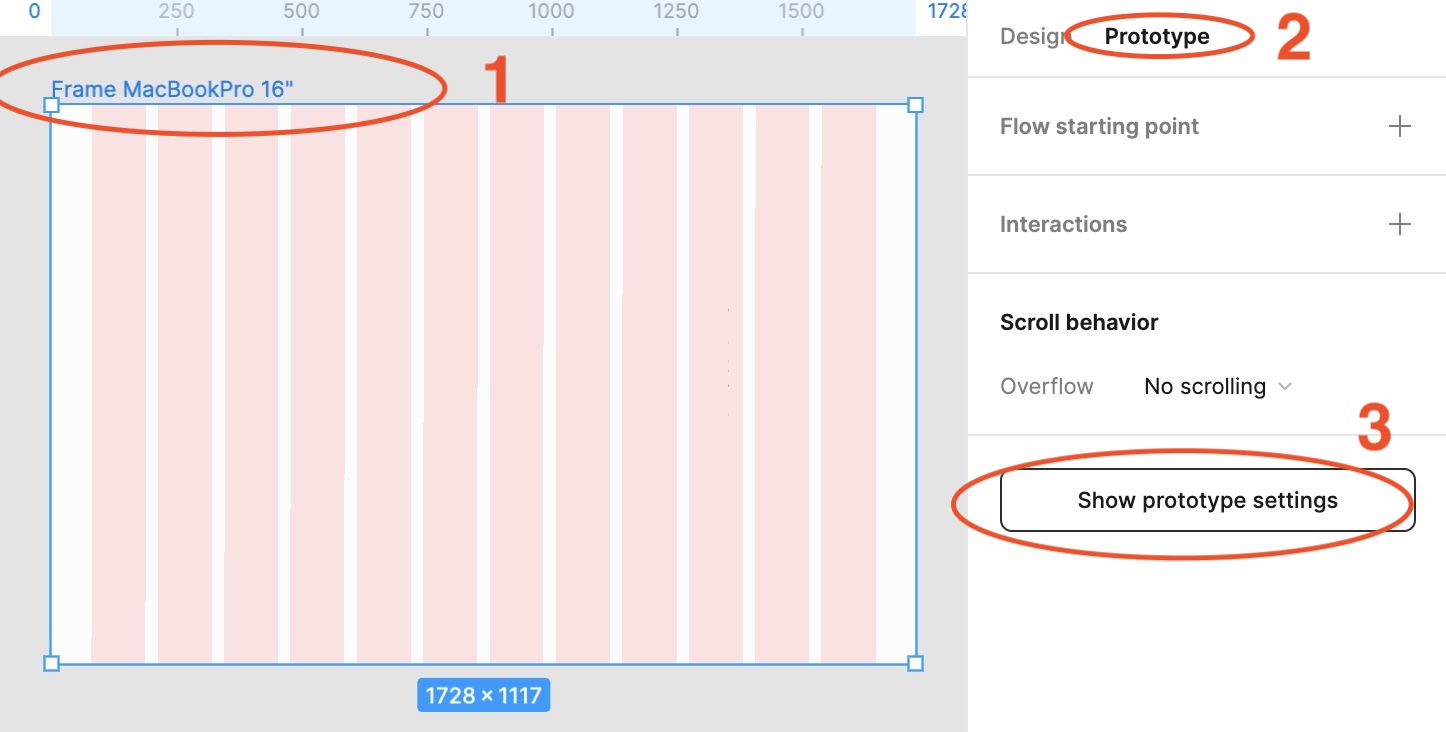 0 250 500 750 1000 1250 1500 1728
Frame MacBookPro 16"
1
1728 × 1117
Design Prototype 2
Flow starting point
Interactions
Scroll behavior
Overflow No scrolling
3
Show prototype settings